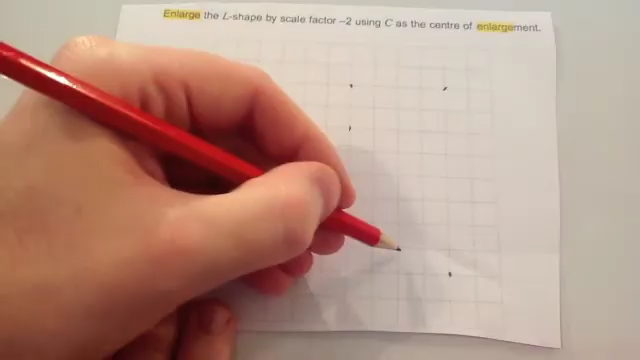 Enlarge the L-shape by scale factor –2 using C as the centre of enlargement.